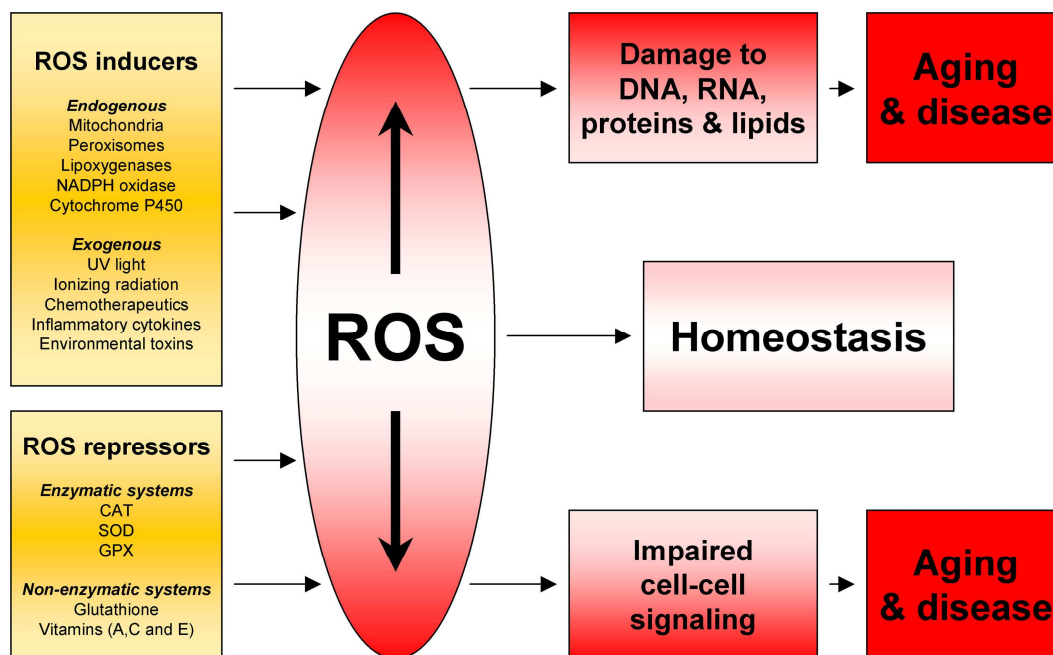 ROS inducers
Endogenous
Mitochondria
Peroxisomes
Lipoxygenases
NADPH oxidase
Cytochrome P450
Exogenous
UV light
Ionizing radiation
Chemotherapeutics
Inflammatory cytokines
Environmental toxins
ROS repressors
Enzymatic systems
CAT
SOD
GPX
Non-enzymatic systems
Glutathione
Vitamins (A,C and E)
ROS
Damage to
DNA, RNA,
proteins & lipids
Aging
& disease
Homeostasis
Impaired
cell-cell
signaling
Aging
& disease